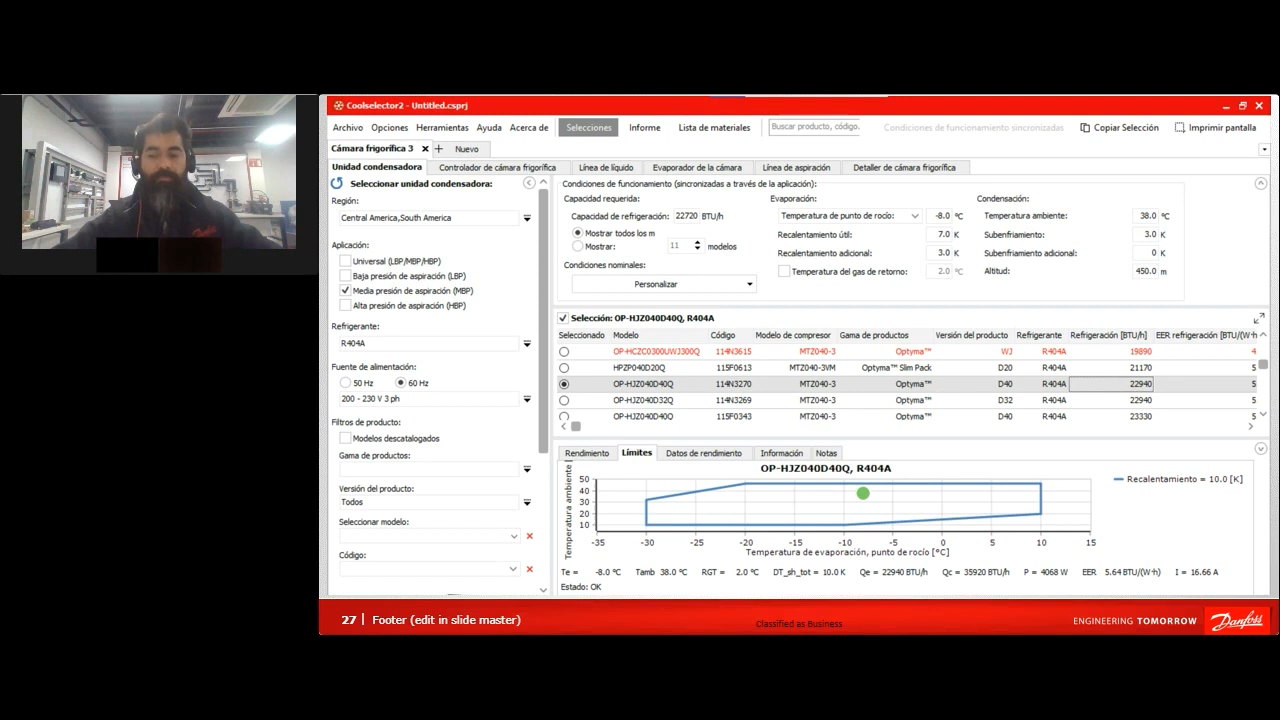 Coolselector2 - Untitled.csprj
Archivo Opciones Herramientas Ayuda Acerca de Selecciones Informe Lista de materiales Buscar producto, código. Condiciones de funcionamiento sincronizadas Copiar Selección Imprimir pantalla
Cámara frigorífica 3 Nuevo
Unidad condensadora Controlador de cámara frigorífica Línea de líquido Evaporador de la cámara Línea de aspiración Detaller de cámara frigorífica
Seleccionar unidad condensadora:
Región:
Central America,South America
Aplicación:
Universal (LBP/MBP/HBP)
Baja presión de aspiración (LBP)
Media presión de aspiración (MBP)
Alta presión de aspiración (HBP)
Refrigerante:
R404A
Fuente de alimentación:
50 Hz 60 Hz
200 - 230 V 3 ph
Filtros de producto:
Modelos descatalogados
Gama de productos:
Versión del producto:
Todos
Seleccionar modelo:
Código:
Condiciones de funcionamiento (sincronizadas a través de la aplicación):
Capacidad requerida: Evaporación: Condensación:
Capacidad de refrigeración: 22720 BTU/h Temperatura de punto de rocío: -8.0 °C Temperatura ambiente: 38.0 °C
Mostrar todos los m Recalentamiento útil: 7.0 K Subenfriamiento: 3.0 K
Mostrar: 11 modelos Recalentamiento adicional: 3.0 K Subenfriamiento adicional: 0 K
Condiciones nominales: Temperatura del gas de retorno: 2.0 °C Altitud: 450.0 m
Personalizar
Selección: OP-HJZ040D40Q, R404A
Seleccionado Modelo Código Modelo de compresor Gama de productos Versión del producto Refrigerante Refrigeración [BTU/h] EER refrigeración [BTU/(W·h
OP-HCZC0300UWJ300Q 114N3615 MTZ040-3 Optyma™ WJ R404A 19890 4
HPZP040D20Q 115F0613 MTZ040-3VM Optyma™ Slim Pack D20 R404A 21170 5
OP-HJZ040D40Q 114N3270 MTZ040-3 Optyma™ D40 R404A 22940 5
OP-HJZ040D32Q 114N3269 MTZ040-3 Optyma™ D32 R404A 22940 5
OP-HJZ040D40Q 115F0343 MTZ040-3 Optyma™ D40 R404A 23330 5
Rendimiento Límites Datos de rendimiento Información Notas
OP-HJZ040D40Q, R404A
Temperatura ambiente [
50
40
30
20
10
-35 -30 -25 -20 -15 -10 -5 0 5 10 15
Temperatura de evaporación, punto de rocío [°C]
Recalentamiento = 10.0 [K]
Te = -8.0 °C Tamb 38.0 °C RGT = 2.0 °C DT_sh_tot = 10.0 K Qe = 22940 BTU/h Qc = 35920 BTU/h P = 4068 W EER 5.64 BTU/(W·h) I = 16.66 A
Estado: OK
27 | Footer (edit in slide master)
Classified as Business
ENGINEERING TOMORROW
Danfoss